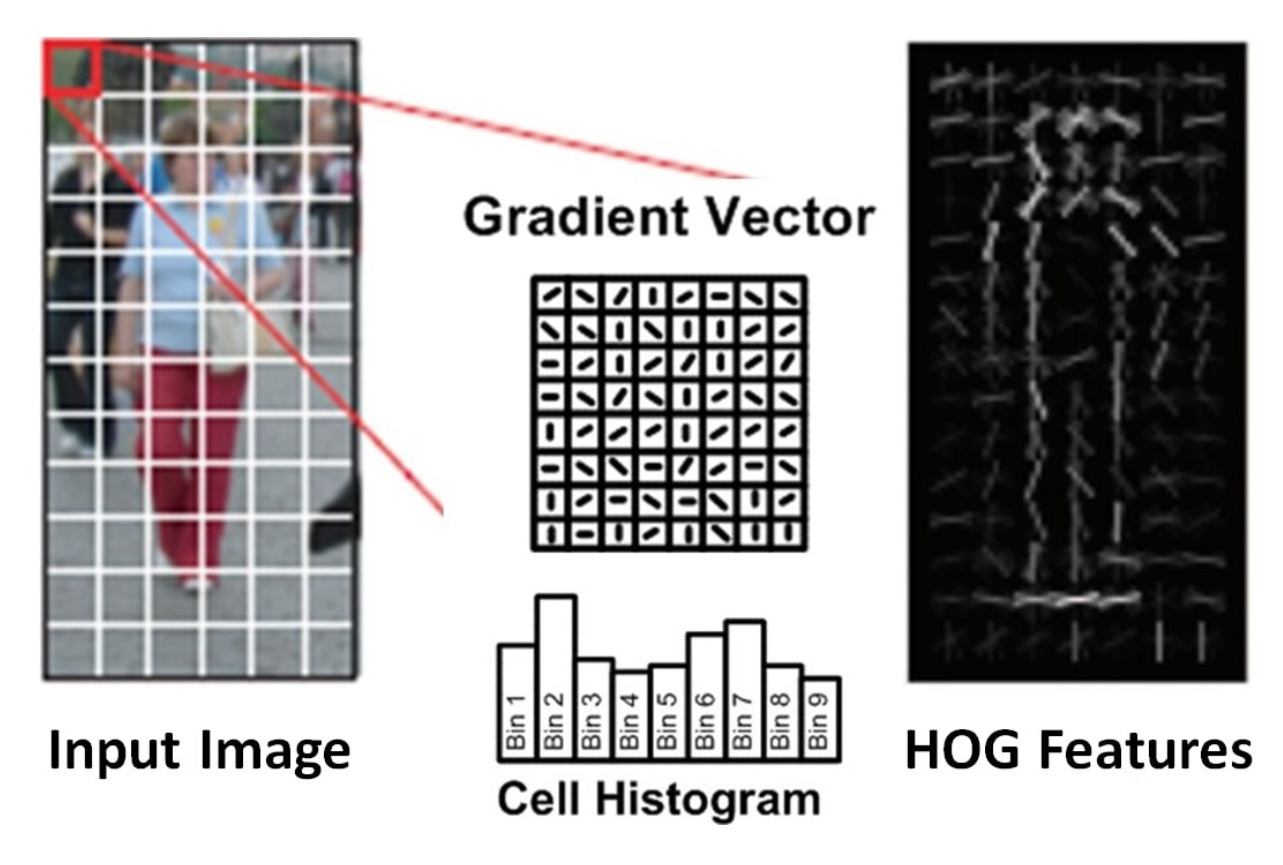 Gradient Vector
Bin 1
Bin 2
Bin 3
Bin 4
Bin 5
Bin 6
Bin 7
Bin 8
Bin 9
Cell Histogram
Input Image
HOG Features